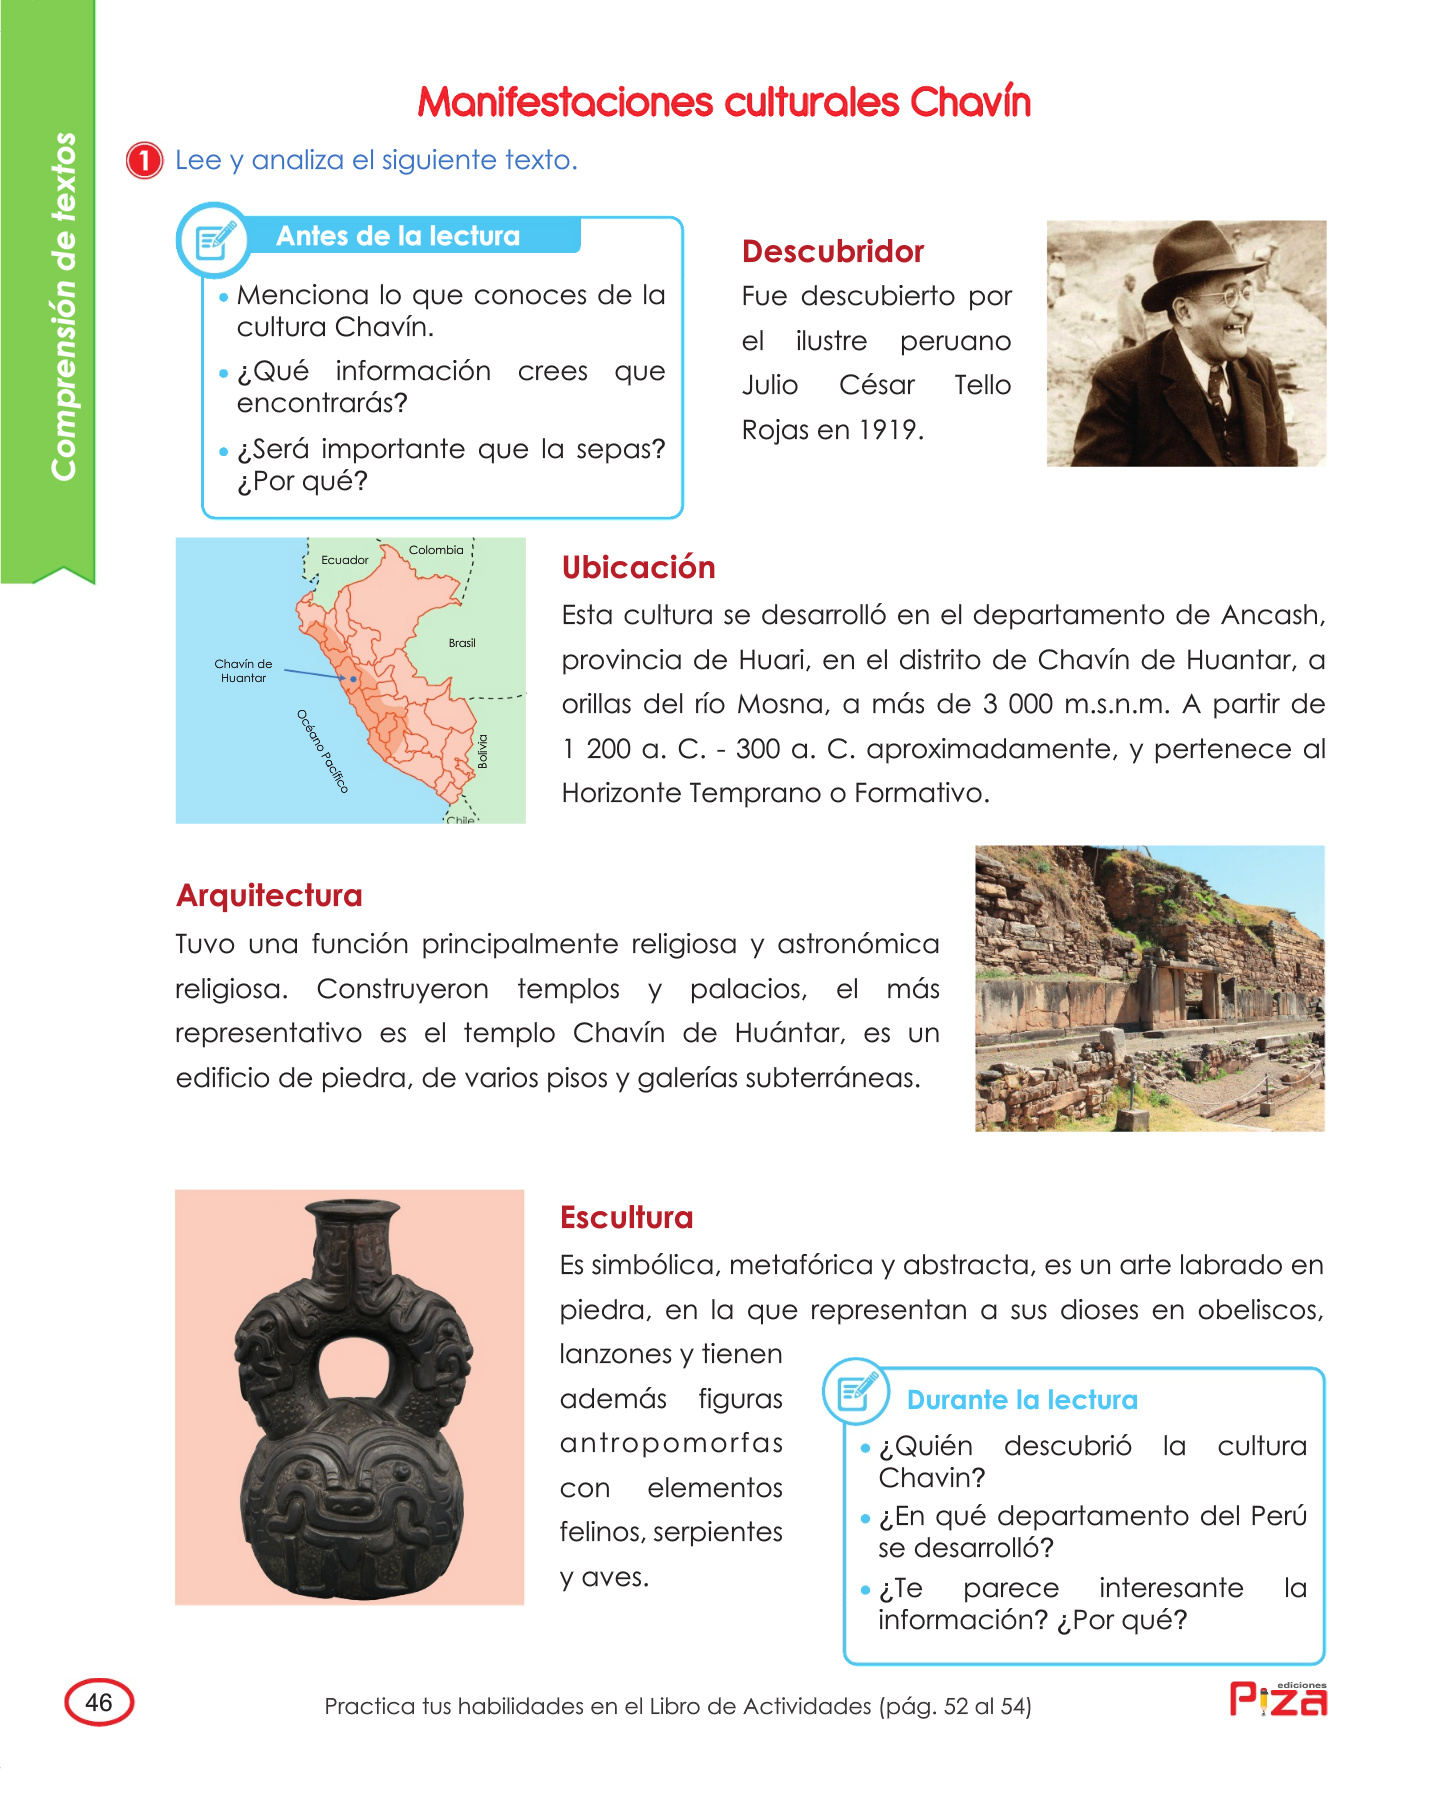 Comprensión de textos
Manifestaciones culturales Chavín
1 Lee y analiza el siguiente texto.
Antes de la lectura
• Menciona lo que conoces de la
cultura Chavín.
• ¿Qué información crees que
encontrarás?
• ¿Será importante que la sepas?
¿Por qué?
Descubridor
Fue descubierto por
el ilustre peruano
Julio César Tello
Rojas en 1919.
Ecuador
Colombia
Brasil
Chavín de
Huantar
Océano Pacífico
Bolivia
Chile
Ubicación
Esta cultura se desarrolló en el departamento de Ancash,
provincia de Huari, en el distrito de Chavín de Huantar, a
orillas del río Mosna, a más de 3 000 m.s.n.m. A partir de
1 200 a. C. - 300 a. C. aproximadamente, y pertenece al
Horizonte Temprano o Formativo.
Arquitectura
Tuvo una función principalmente religiosa y astronómica
religiosa. Construyeron templos y palacios, el más
representativo es el templo Chavín de Huántar, es un
edificio de piedra, de varios pisos y galerías subterráneas.
Escultura
Es simbólica, metafórica y abstracta, es un arte labrado en
piedra, en la que representan a sus dioses en obeliscos,
lanzones y tienen
además figuras
antropomorfas
con elementos
felinos, serpientes
y aves.
Durante la lectura
• ¿Quién descubrió la cultura
Chavin?
• ¿En qué departamento del Perú
se desarrolló?
• ¿Te parece interesante la
información? ¿Por qué?
46
Practica tus habilidades en el Libro de Actividades (pág. 52 al 54)
ediciones
Piza